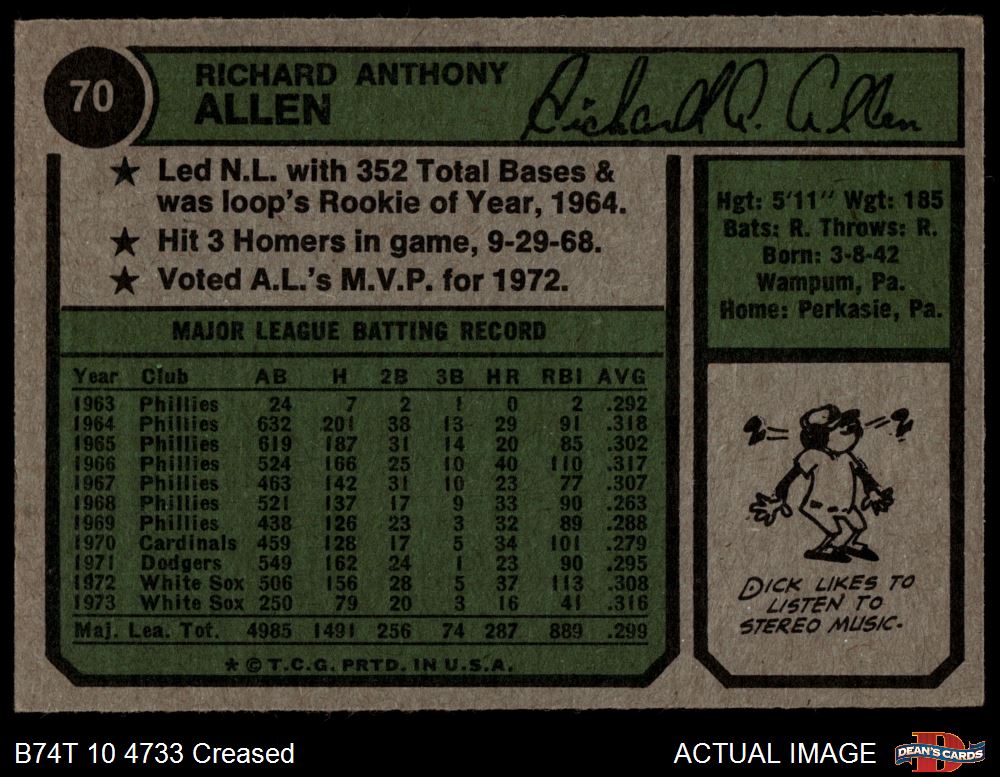 70
RICHARD ANTHONY
ALLEN
Richard A. Allen
★ Led N.L. with 352 Total Bases &
was loop's Rookie of Year, 1964.
★ Hit 3 Homers in game, 9-29-68.
★ Voted A.L.'s M.V.P. for 1972.
Hgt: 5'11" Wgt: 185
Bats: R. Throws: R.
Born: 3-8-42
Wampum, Pa.
Home: Perkasie, Pa.
MAJOR LEAGUE BATTING RECORD
Year Club AB H 2B 3B HR RBI AVG
1963 Phillies 24 7 2 1 0 2 .292
1964 Phillies 632 201 38 13 29 91 .318
1965 Phillies 619 187 31 14 20 85 .302
1966 Phillies 524 166 25 10 40 110 .317
1967 Phillies 463 142 31 10 23 77 .307
1968 Phillies 521 137 17 9 33 90 .263
1969 Phillies 438 126 23 3 32 89 .288
1970 Cardinals 459 128 17 5 34 101 .279
1971 Dodgers 549 162 24 1 23 90 .295
1972 White Sox 506 156 28 5 37 113 .308
1973 White Sox 250 79 20 3 16 41 .316
Maj. Lea. Tot. 4985 1491 256 74 287 889 .299
★ © T.C.G. PRTD. IN U.S.A.
DICK LIKES TO
LISTEN TO
STEREO MUSIC.
B74T 10 4733 Creased
ACTUAL IMAGE
DEAN'S CARDS